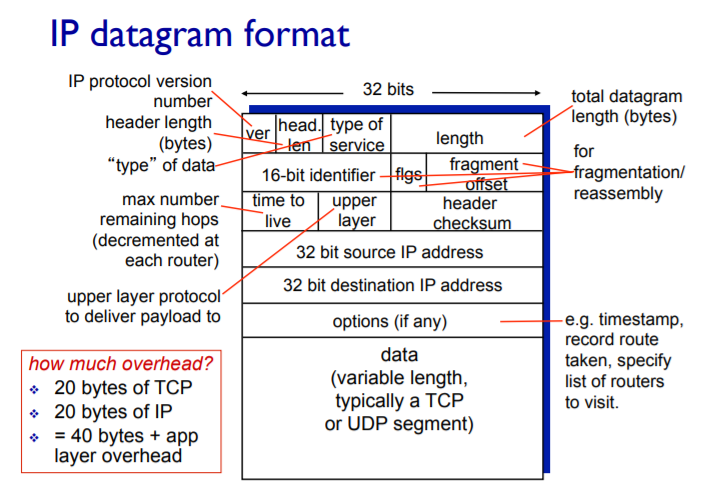 IP datagram format
IP protocol version
number
header length
(bytes)
"type" of data
max number
remaining hops
(decremented at
each router)
upper layer protocol
to deliver payload to
how much overhead?
20 bytes of TCP
20 bytes of IP
= 40 bytes + app
layer overhead
32 bits
ver
head.
len
type of
service
length
16-bit identifier
flgs
fragment
offset
time to
live
upper
layer
header
checksum
32 bit source IP address
32 bit destination IP address
options (if any)
data
(variable length,
typically a TCP
or UDP segment)
total datagram
length (bytes)
for
fragmentation/
reassembly
e.g. timestamp,
record route
taken, specify
list of routers
to visit.